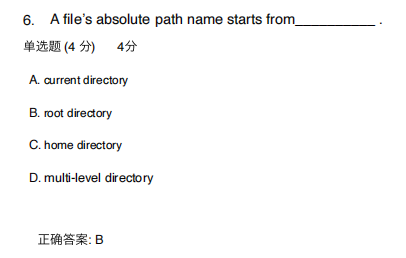 6. A file's absolute path name starts from__________ .
单选题 (4 分) 4分
A. current directory
B. root directory
C. home directory
D. multi-level directory
正确答案: B